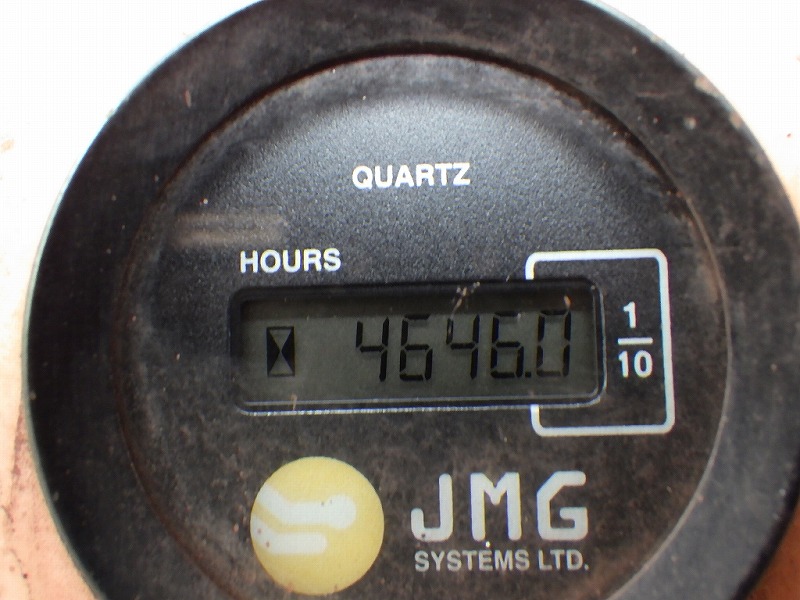 QUARTZ
HOURS
4646.0
1
10
JMG
SYSTEMS LTD.